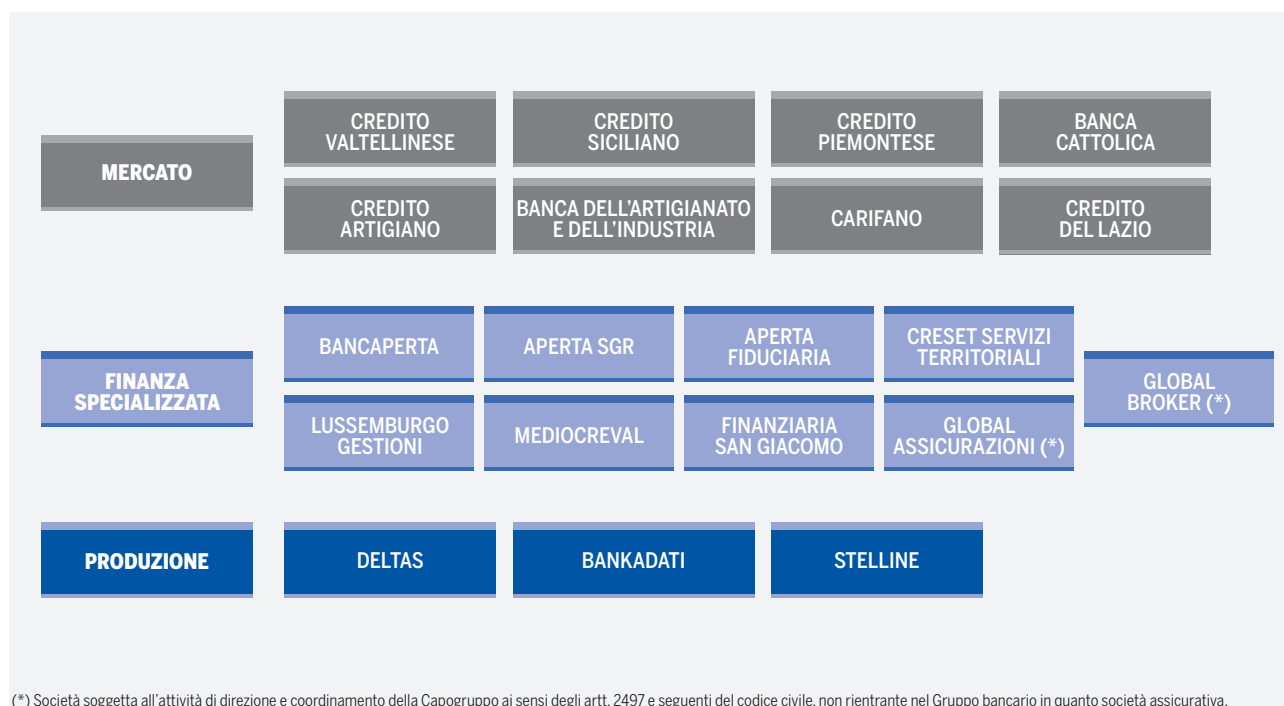 MERCATO
CREDITO
VALTELLINESE
CREDITO
SICILIANO
CREDITO
PIEMONTESE
BANCA
CATTOLICA
CREDITO
ARTIGIANO
BANCA DELL'ARTIGIANATO
E DELL'INDUSTRIA
CARIFANO
CREDITO
DEL LAZIO
FINANZA
SPECIALIZZATA
BANCAPERTA
APERTA SGR
APERTA
FIDUCIARIA
CRESET SERVIZI
TERRITORIALI
LUSSEMBURGO
GESTIONI
MEDIOCREVAL
FINANZIARIA
SAN GIACOMO
GLOBAL
ASSICURAZIONI (*)
GLOBAL
BROKER (*)
PRODUZIONE
DELTAS
BANKADATI
STELLINE
(*) Società soggetta all'attività di direzione e coordinamento della Capogruppo ai sensi degli artt. 2497 e seguenti del codice civile, non rientrante nel Gruppo bancario in quanto società assicurativa.